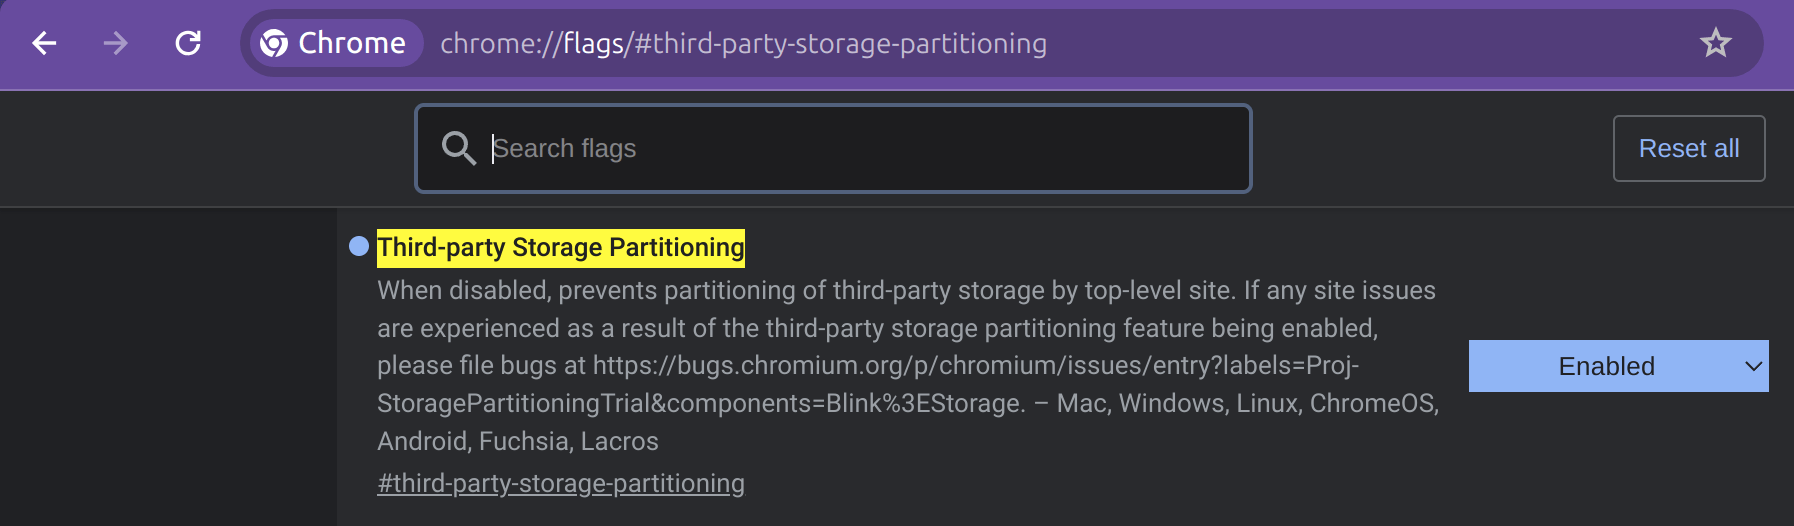 Chrome chrome://flags/#third-party-storage-partitioning
Search flags
Reset all
Third-party Storage Partitioning
When disabled, prevents partitioning of third-party storage by top-level site. If any site issues
are experienced as a result of the third-party storage partitioning feature being enabled,
please file bugs at https://bugs.chromium.org/p/chromium/issues/entry?labels=Proj-
StoragePartitioningTrial&components=Blink%3EStorage. – Mac, Windows, Linux, ChromeOS,
Android, Fuchsia, Lacros
#third-party-storage-partitioning
Enabled